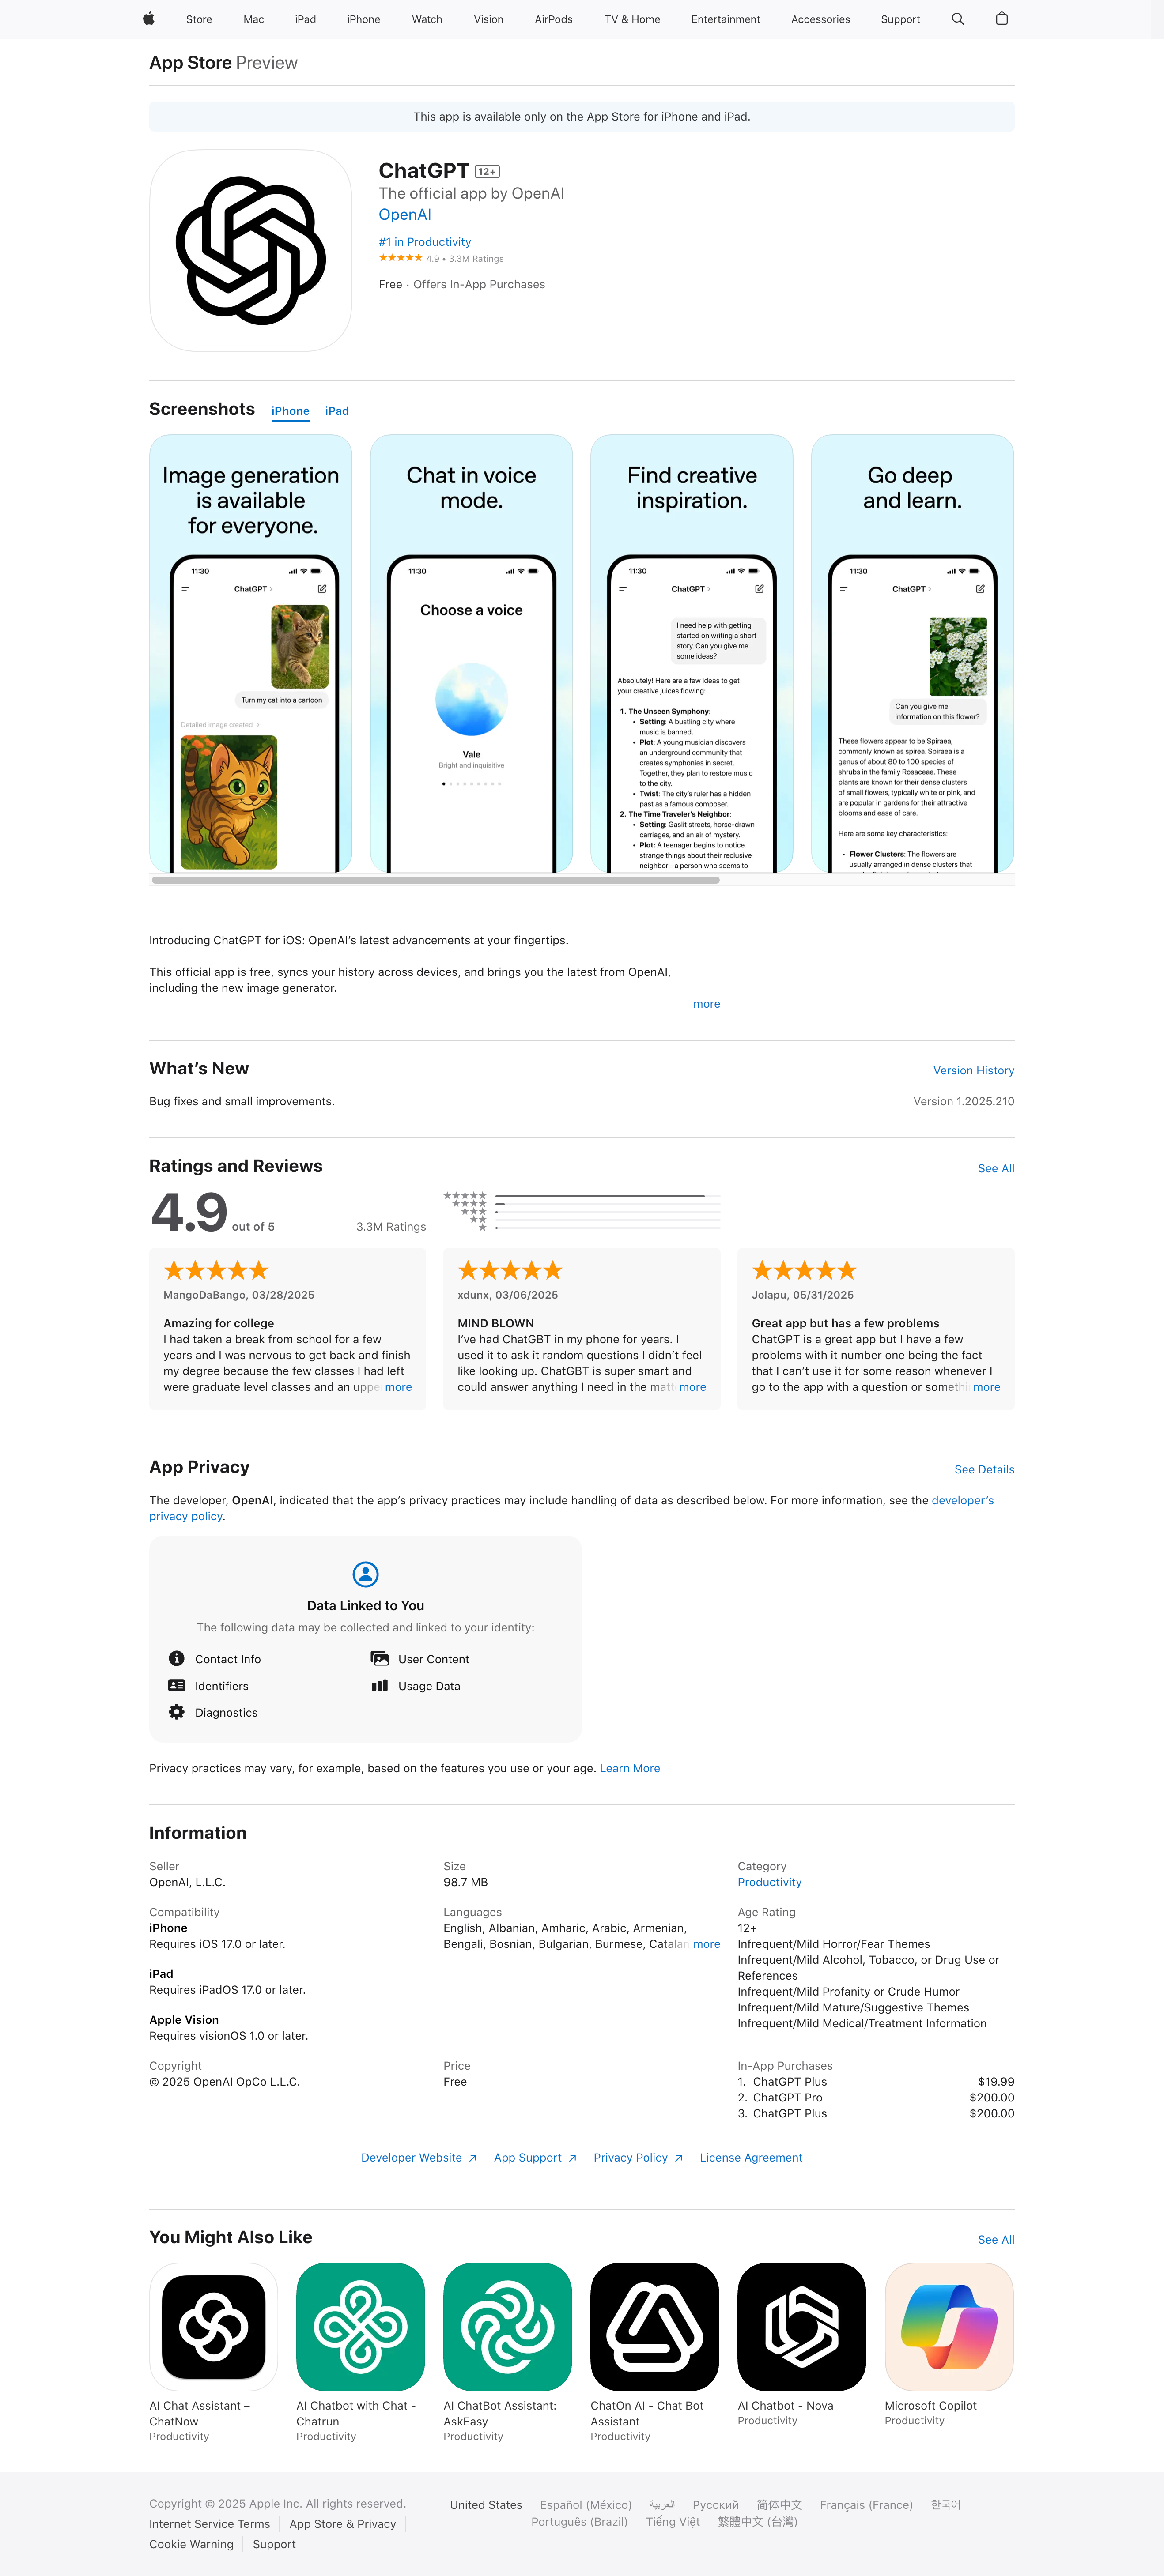 Store Mac iPad iPhone Watch Vision AirPods TV & Home Entertainment Accessories Support
App Store Preview
This app is available only on the App Store for iPhone and iPad.
ChatGPT 12+
The official app by OpenAI
OpenAI
#1 in Productivity
★★★★★ 4.9 • 3.3M Ratings
Free · Offers In-App Purchases
Screenshots iPhone iPad
Image generation
is available
for everyone.
11:30
ChatGPT
Turn my cat into a cartoon
Detailed image created
Chat in voice
mode.
11:30
Choose a voice
Vale
Bright and inquisitive
Find creative
inspiration.
11:30
ChatGPT
I need help with getting
started on writing a short
story. Can you give me
some ideas?
Absolutely! Here are a few ideas to get
your creative juices flowing:
1. The Unseen Symphony:
• Setting: A bustling city where
music is banned.
• Plot: A young musician discovers
an underground community that
creates symphonies in secret.
Together, they plan to restore music
to the city.
• Twist: The city's ruler has a hidden
past as a famous composer.
2. The Time Traveler's Neighbor:
• Setting: Gaslit streets, horse-drawn
carriages, and an air of mystery.
• Plot: A teenager begins to notice
strange things about their reclusive
neighbor—a person who seems to
Go deep
and learn.
11:30
ChatGPT
Can you give me
information on this flower?
These flowers appear to be Spiraea,
commonly known as spirea. Spiraea is a
genus of about 80 to 100 species of
shrubs in the family Rosaceae. These
plants are known for their dense clusters
of small flowers, typically white or pink, and
are popular in gardens for their attractive
blooms and ease of care.
Here are some key characteristics:
• Flower Clusters: The flowers are
usually arranged in dense clusters that
Introducing ChatGPT for iOS: OpenAI's latest advancements at your fingertips.
This official app is free, syncs your history across devices, and brings you the latest from OpenAI,
including the new image generator.
more
What's New Version History
Bug fixes and small improvements. Version 1.2025.210
Ratings and Reviews See All
4.9 out of 5 3.3M Ratings
★★★★★
MangoDaBango, 03/28/2025
Amazing for college
I had taken a break from school for a few
years and I was nervous to get back and finish
my degree because the few classes I had left
were graduate level classes and an uppe more
★★★★★
xdunx, 03/06/2025
MIND BLOWN
I've had ChatGBT in my phone for years. I
used it to ask it random questions I didn't feel
like looking up. ChatGBT is super smart and
could answer anything I need in the matt more
★★★★★
Jolapu, 05/31/2025
Great app but has a few problems
ChatGPT is a great app but I have a few
problems with it number one being the fact
that I can't use it for some reason whenever I
go to the app with a question or somethi more
App Privacy See Details
The developer, OpenAI, indicated that the app's privacy practices may include handling of data as described below. For more information, see the developer's
privacy policy.
Data Linked to You
The following data may be collected and linked to your identity:
Contact Info User Content
Identifiers Usage Data
Diagnostics
Privacy practices may vary, for example, based on the features you use or your age. Learn More
Information
Seller
OpenAI, L.L.C.
Size
98.7 MB
Category
Productivity
Compatibility
iPhone
Requires iOS 17.0 or later.
iPad
Requires iPadOS 17.0 or later.
Apple Vision
Requires visionOS 1.0 or later.
Languages
English, Albanian, Amharic, Arabic, Armenian,
Bengali, Bosnian, Bulgarian, Burmese, Catalan more
Age Rating
12+
Infrequent/Mild Horror/Fear Themes
Infrequent/Mild Alcohol, Tobacco, or Drug Use or
References
Infrequent/Mild Profanity or Crude Humor
Infrequent/Mild Mature/Suggestive Themes
Infrequent/Mild Medical/Treatment Information
Copyright
© 2025 OpenAI OpCo L.L.C.
Price
Free
In-App Purchases
1. ChatGPT Plus $19.99
2. ChatGPT Pro $200.00
3. ChatGPT Plus $200.00
Developer Website App Support Privacy Policy License Agreement
You Might Also Like See All
AI Chat Assistant –
ChatNow
Productivity
AI Chatbot with Chat -
Chatrun
Productivity
AI ChatBot Assistant:
AskEasy
Productivity
ChatOn AI - Chat Bot
Assistant
Productivity
AI Chatbot - Nova
Productivity
Microsoft Copilot
Productivity
Copyright © 2025 Apple Inc. All rights reserved.
Internet Service Terms App Store & Privacy
Cookie Warning Support
United States Español (México) العربية Русский 简体中文 Français (France) 한국어
Português (Brazil) Tiếng Việt 繁體中文 (台灣)